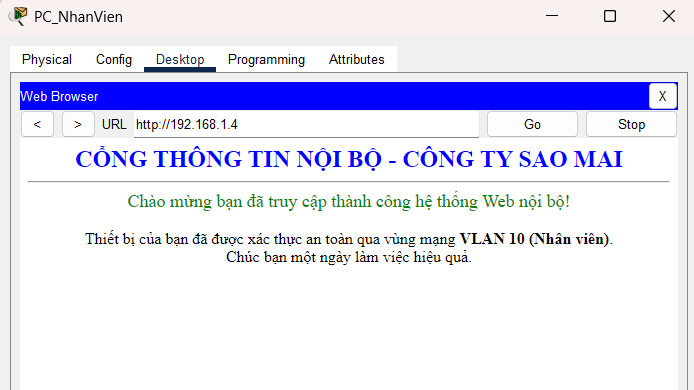 PC_NhanVien
Physical Config Desktop Programming Attributes
Web Browser X
< > URL http://192.168.1.4 Go Stop
CỔNG THÔNG TIN NỘI BỘ - CÔNG TY SAO MAI
Chào mừng bạn đã truy cập thành công hệ thống Web nội bộ!
Thiết bị của bạn đã được xác thực an toàn qua vùng mạng VLAN 10 (Nhân viên).
Chúc bạn một ngày làm việc hiệu quả.